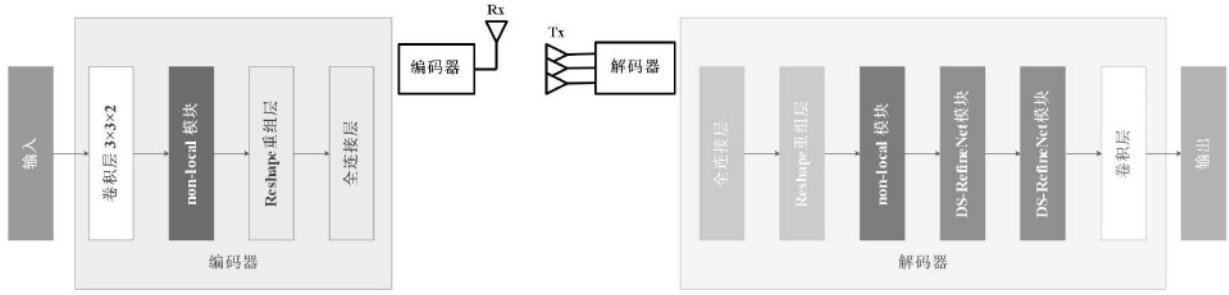 输入
卷积层 3×3×2
non-local 模块
Reshape重组层
全连接层
编码器
编码器
Rx
Tx
解码器
全连接层
Reshape重组层
non-local 模块
DS-RefineNet模块
DS-RefineNet模块
卷积层
解码器
输出